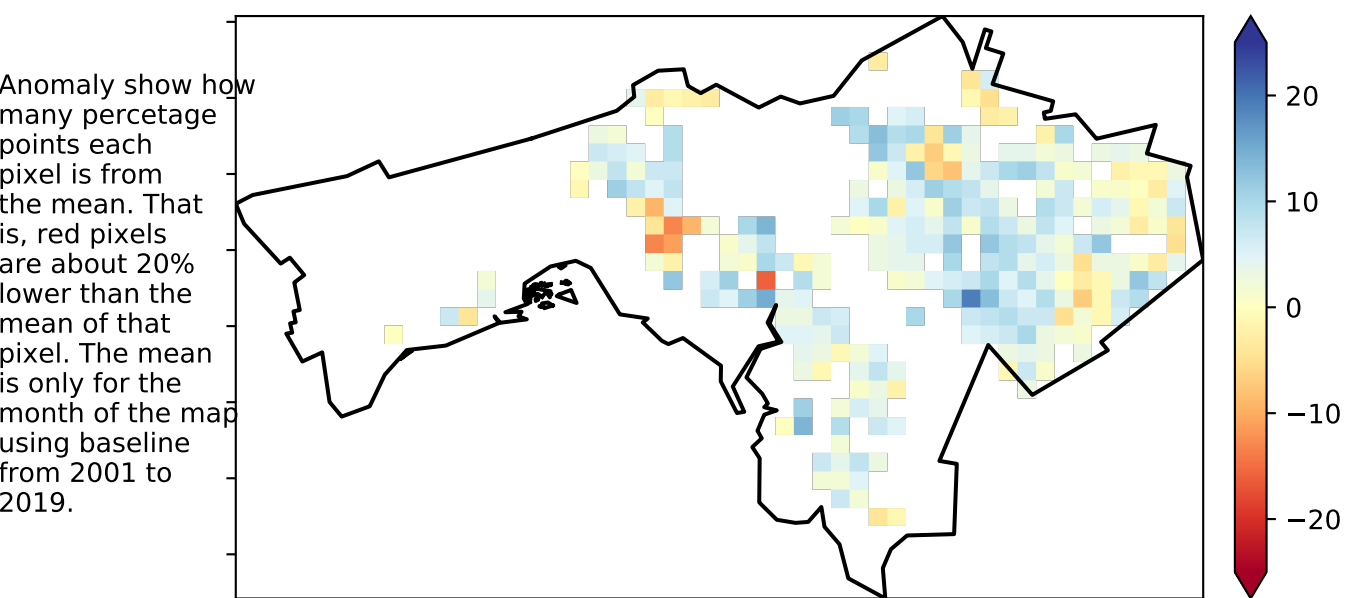 Anomaly show how
many percetage
points each
pixel is from
the mean. That
is, red pixels
are about 20%
lower than the
mean of that
pixel. The mean
is only for the
month of the map
using baseline
from 2001 to
2019.
20
10
0
−10
−20